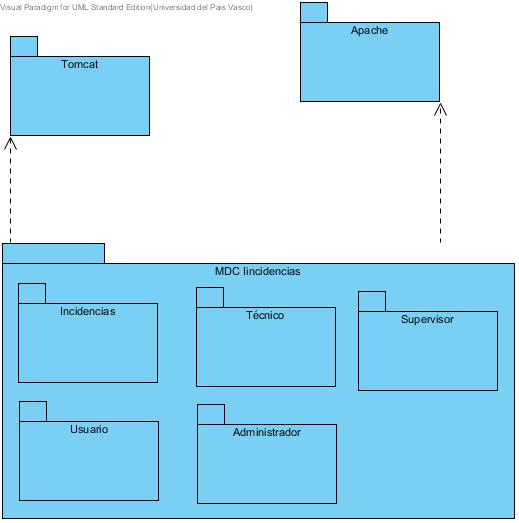 Visual Paradigm for UML Standard Edition(Universidad del Pais Vasco)
Apache
Tomcat
MDC Iincidencias
Incidencias
Técnico
Supervisor
Usuario
Administrador